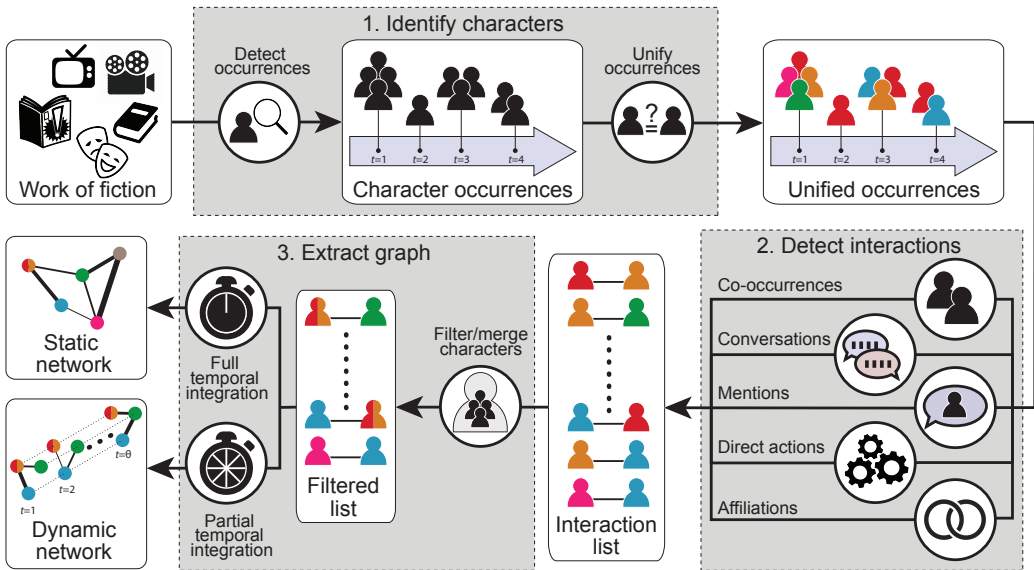 1. Identify characters
Detect
occurrences
Unify
occurrences
?
=
t=1
t=2
t=3
t=4
t=1
t=2
t=3
t=4
Work of fiction
Character occurrences
Unified occurrences
2. Detect interactions
Co-occurrences
Conversations
Mentions
Direct actions
Affiliations
Interaction
list
3. Extract graph
Filter/merge
characters
Filtered
list
Full
temporal
integration
Partial
temporal
integration
Static
network
t=1
t=2
t=θ
Dynamic
network